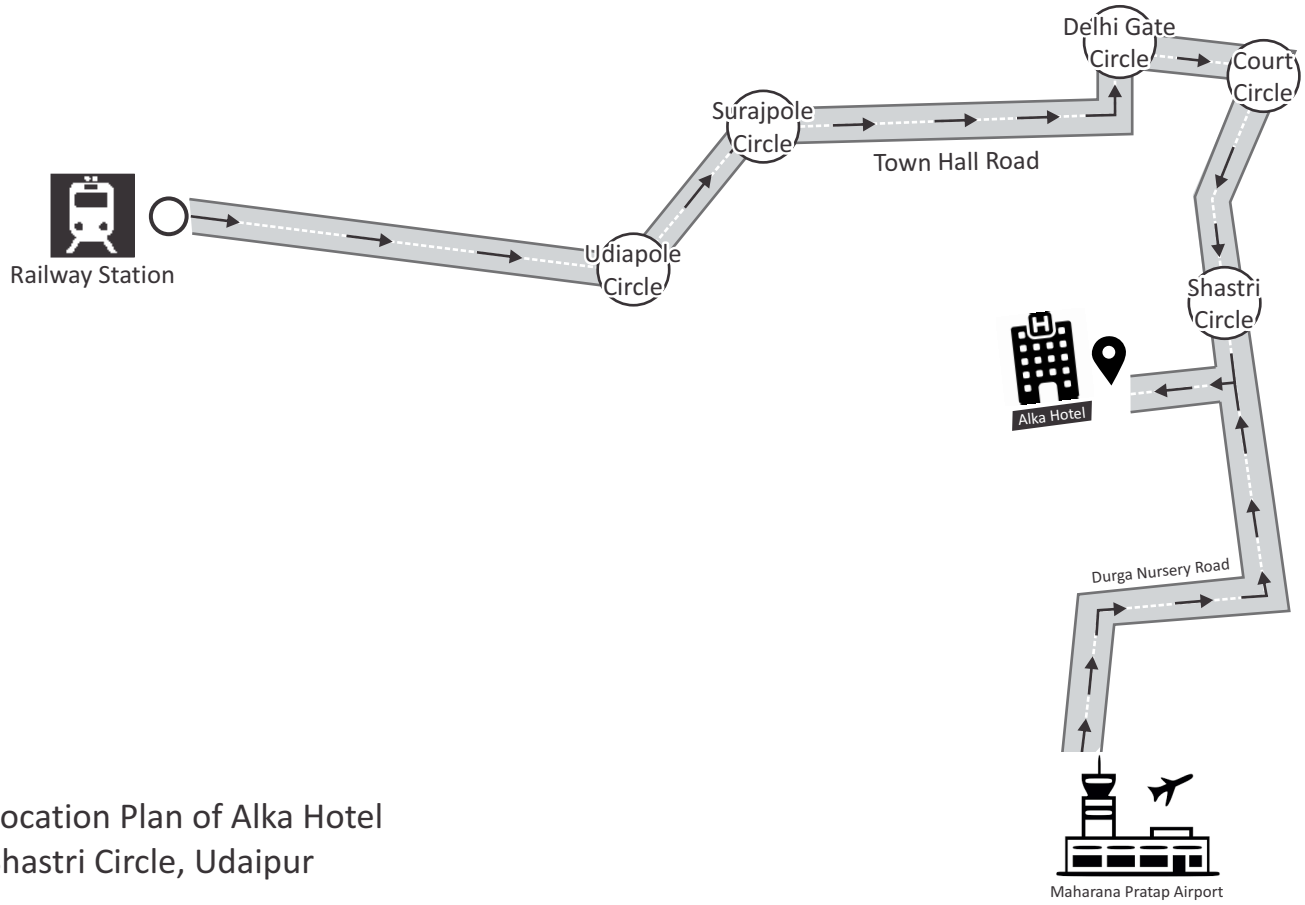 Delhi Gate
Circle
Court
Circle
Surajpole
Circle
Town Hall Road
Railway Station
Udiapole
Circle
Shastri
Circle
H
Alka Hotel
Durga Nursery Road
ocation Plan of Alka Hotel
hastri Circle, Udaipur
Maharana Pratap Airport